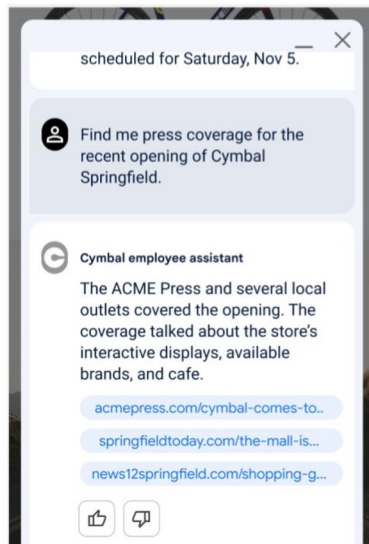 scheduled for Saturday, Nov 5.
Find me press coverage for the
recent opening of Cymbal
Springfield.
Cymbal employee assistant
The ACME Press and several local
outlets covered the opening. The
coverage talked about the store's
interactive displays, available
brands, and cafe.
acmepress.com/cymbal-comes-to..
springfieldtoday.com/the-mall-is...
news12springfield.com/shopping-g...